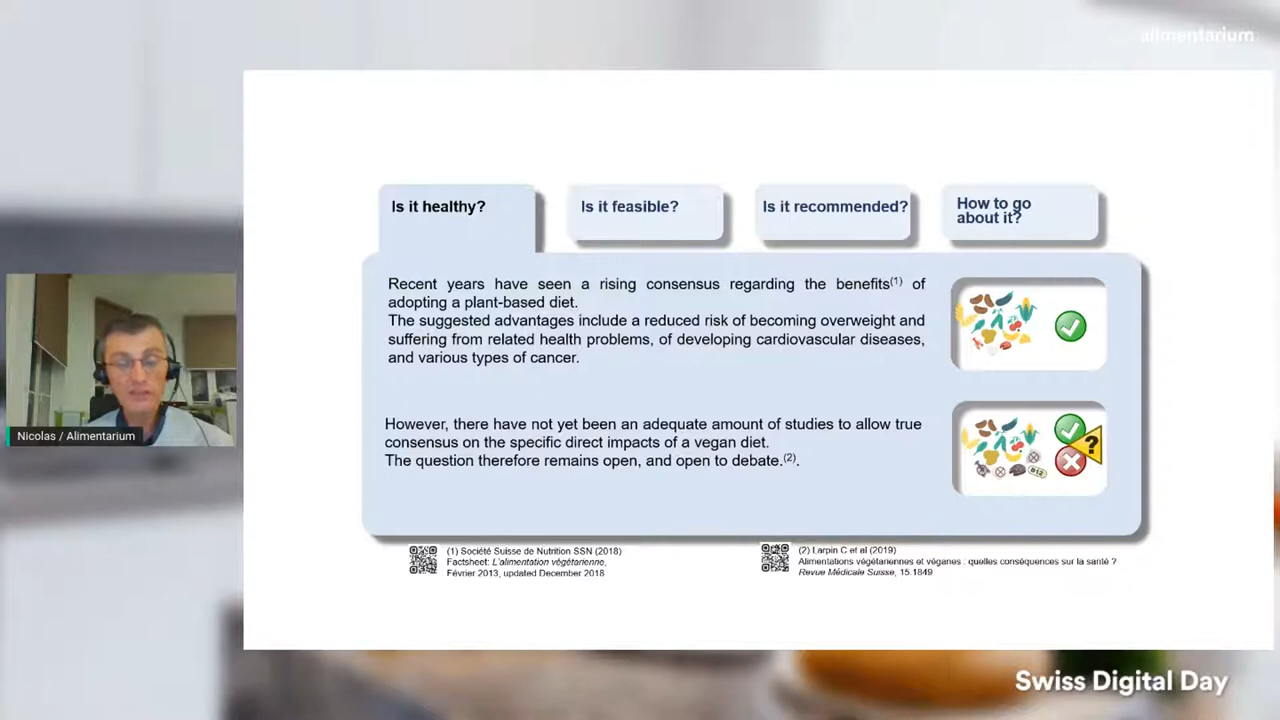 alimentarium
Is it healthy?
Is it feasible?
Is it recommended?
How to go
about it?
Recent years have seen a rising consensus regarding the benefits(1) of
adopting a plant-based diet.
The suggested advantages include a reduced risk of becoming overweight and
suffering from related health problems, of developing cardiovascular diseases,
and various types of cancer.
However, there have not yet been an adequate amount of studies to allow true
consensus on the specific direct impacts of a vegan diet.
The question therefore remains open, and open to debate.(2).
?
B12
Nicolas / Alimentarium
(1) Société Suisse de Nutrition SSN (2018)
Factsheet: L'alimentation végétarienne,
Février 2013, updated December 2018
(2) Larpin C et al (2019)
Alimentations végétariennes et véganes : quelles conséquences sur la santé ?
Revue Médicale Suisse, 15.1849
Swiss Digital Day